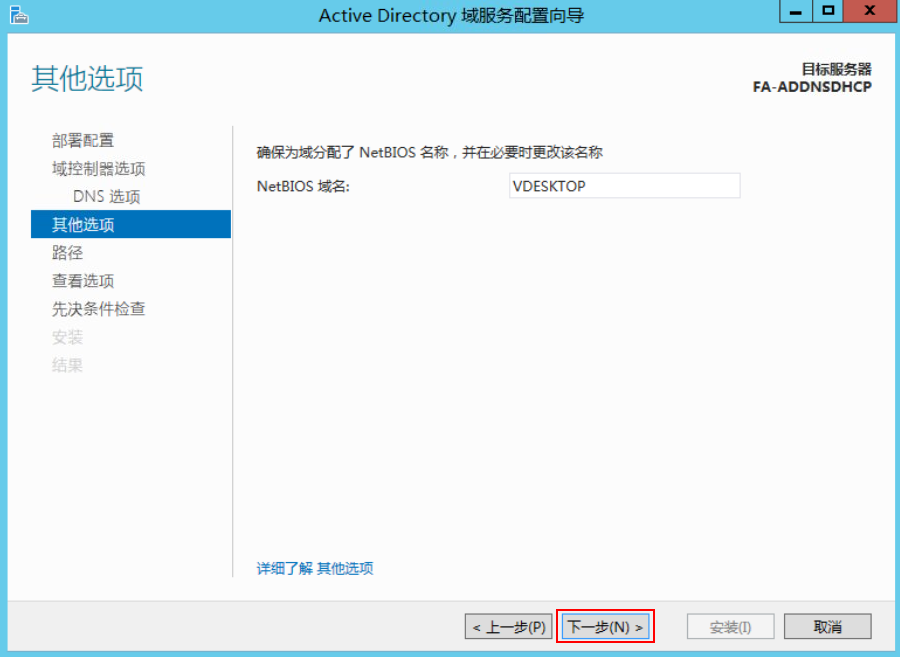 Active Directory 域服务配置向导
其他选项
目标服务器
FA-ADDNSDHCP
部署配置
域控制器选项
DNS 选项
其他选项
路径
查看选项
先决条件检查
安装
结果
确保为域分配了 NetBIOS 名称，并在必要时更改该名称
NetBIOS 域名: VDESKTOP
详细了解 其他选项
< 上一步(P) 下一步(N) > 安装(I) 取消